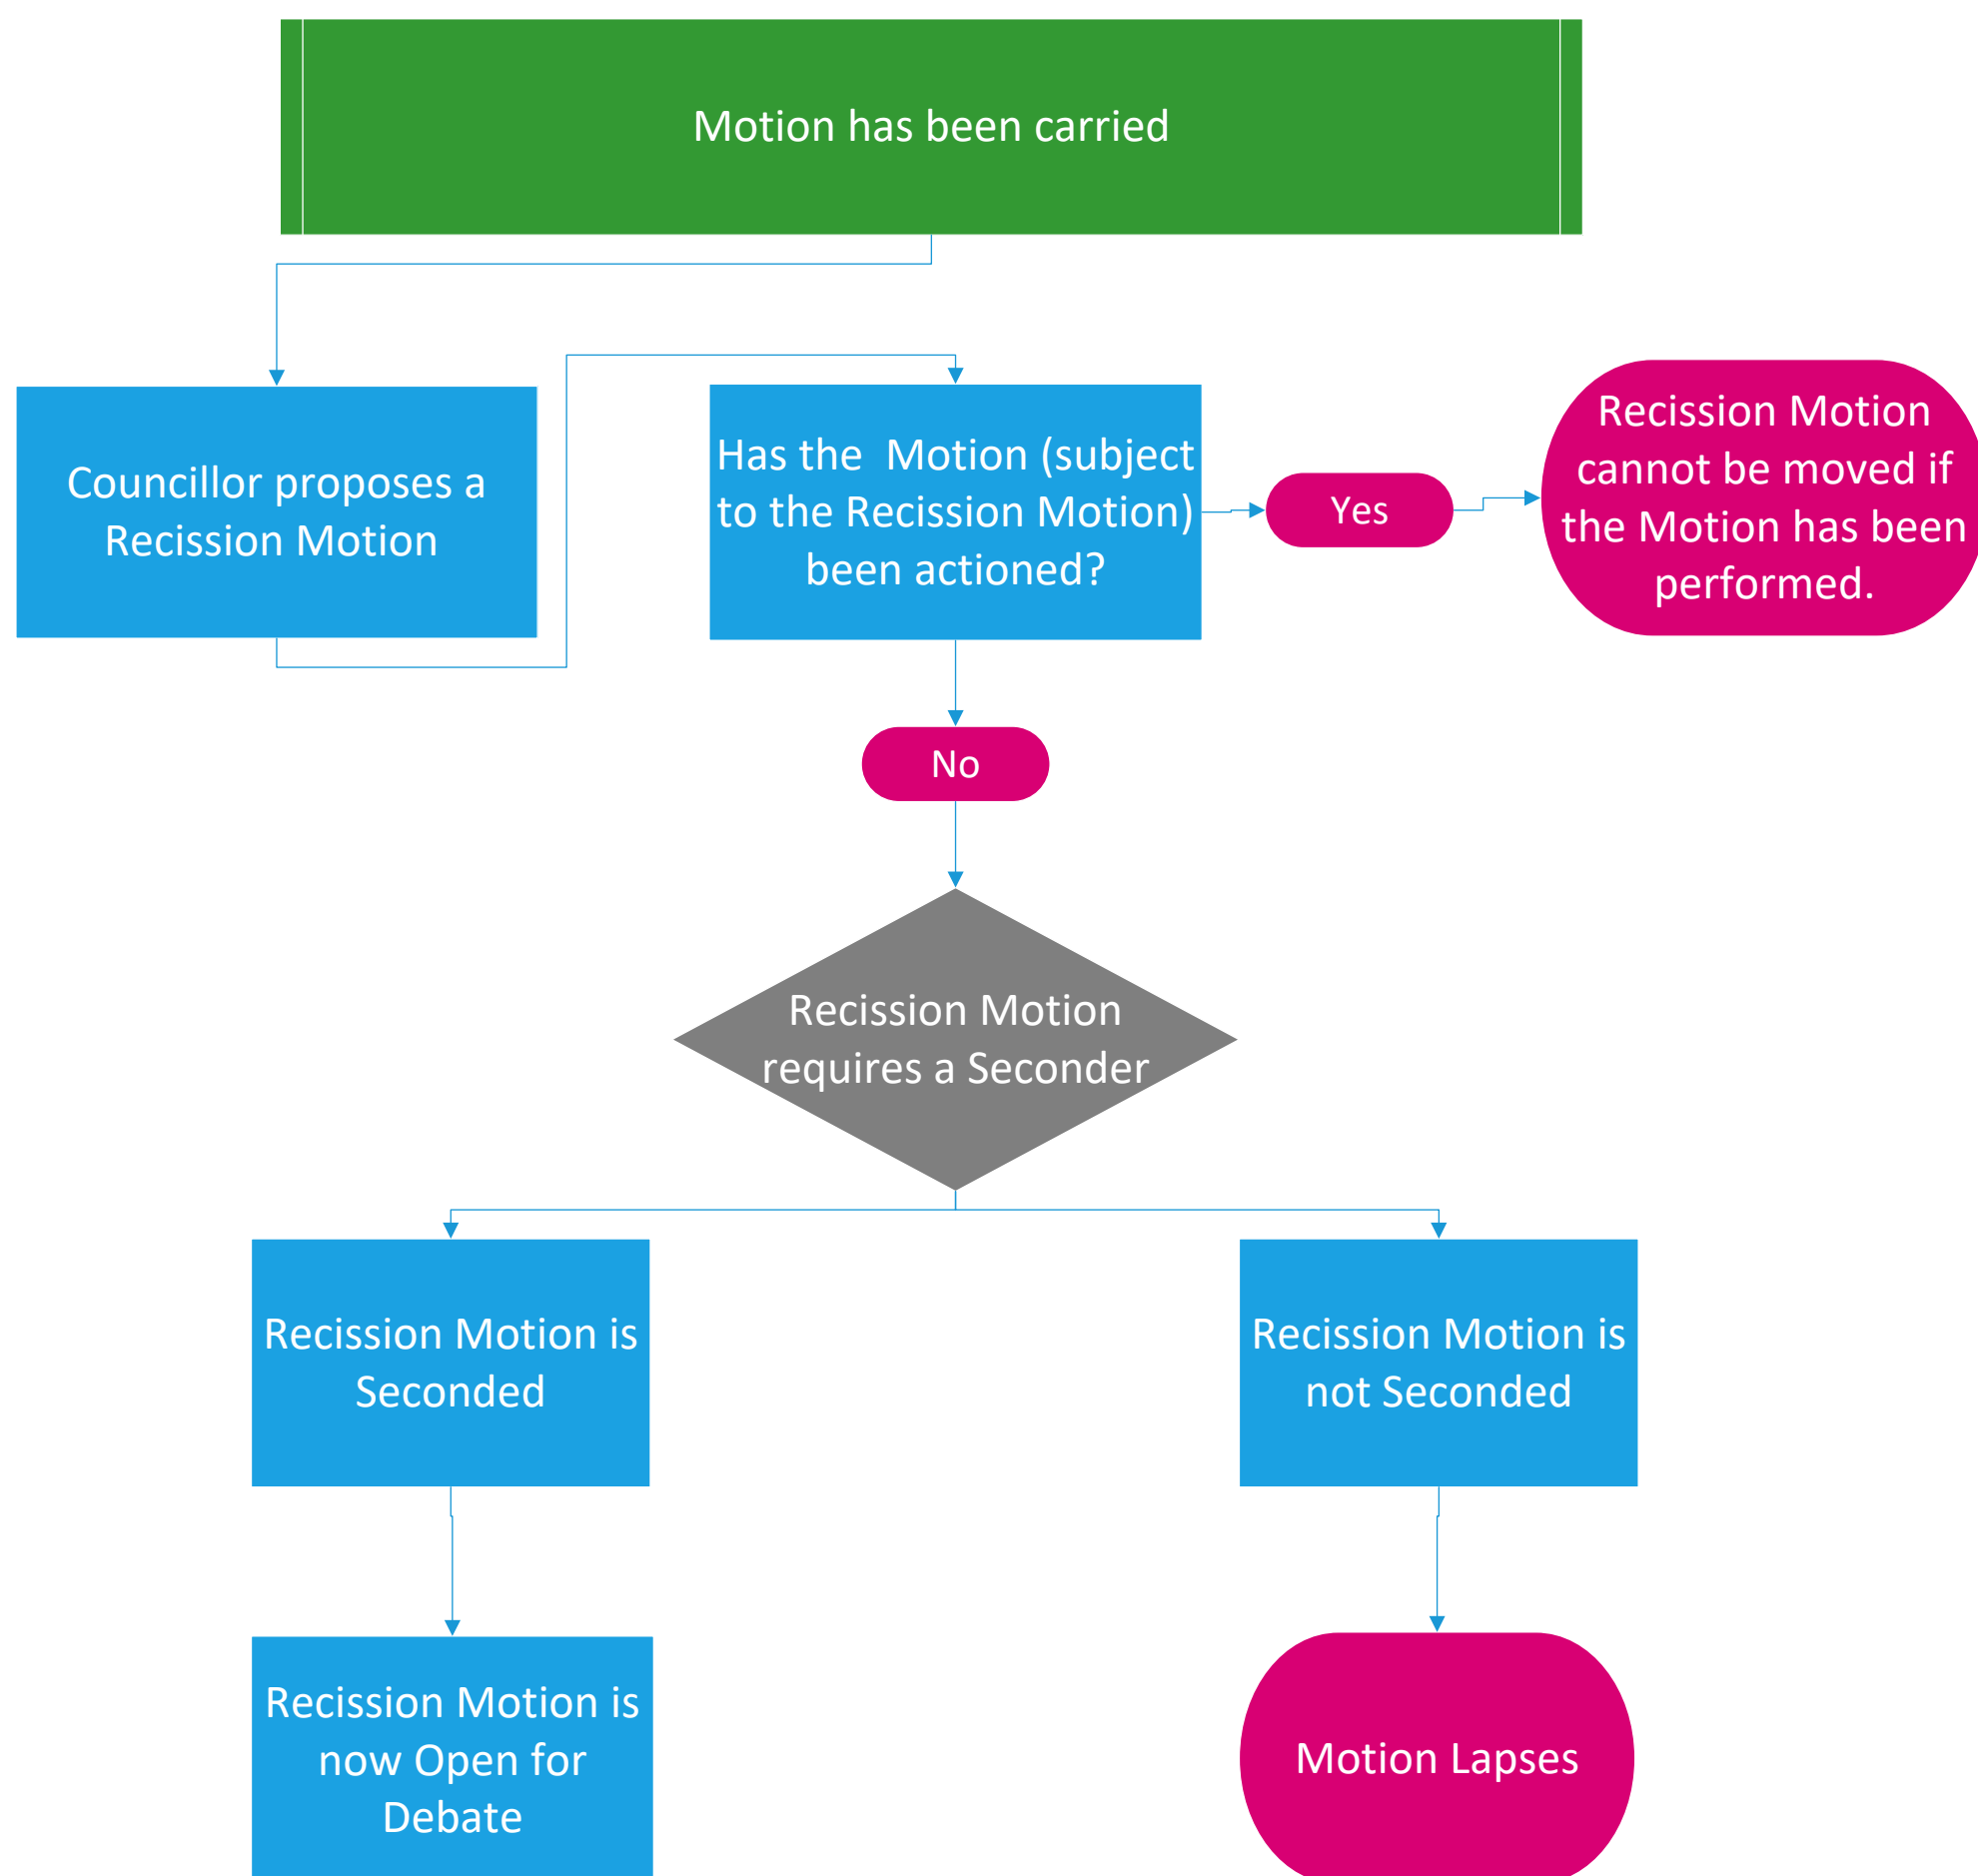 Motion has been carried
Councillor proposes a
Recission Motion
Has the  Motion (subject
to the Recission Motion)
been actioned?
Yes
Recission Motion
cannot be moved if
the Motion has been
performed.
No
Recission Motion
requires a Seconder
Recission Motion is
Seconded
Recission Motion is
not Seconded
Recission Motion is
now Open for
Debate
Motion Lapses